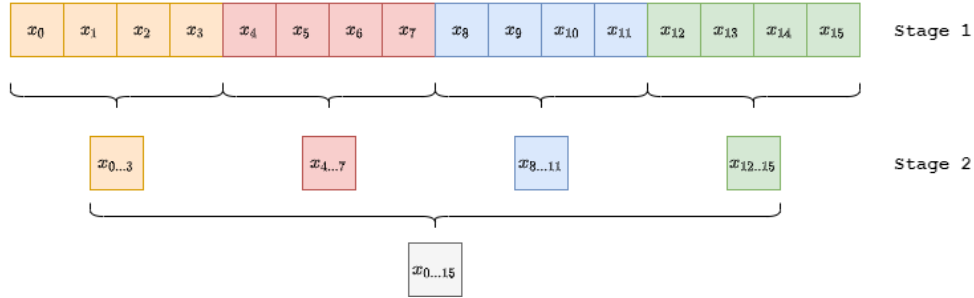 x₀ x₁ x₂ x₃ x₄ x₅ x₆ x₇ x₈ x₉ x₁₀ x₁₁ x₁₂ x₁₃ x₁₄ x₁₅ Stage 1
x₀...₃ x₄...₇ x₈...₁₁ x₁₂..₁₅ Stage 2
x₀...₁₅